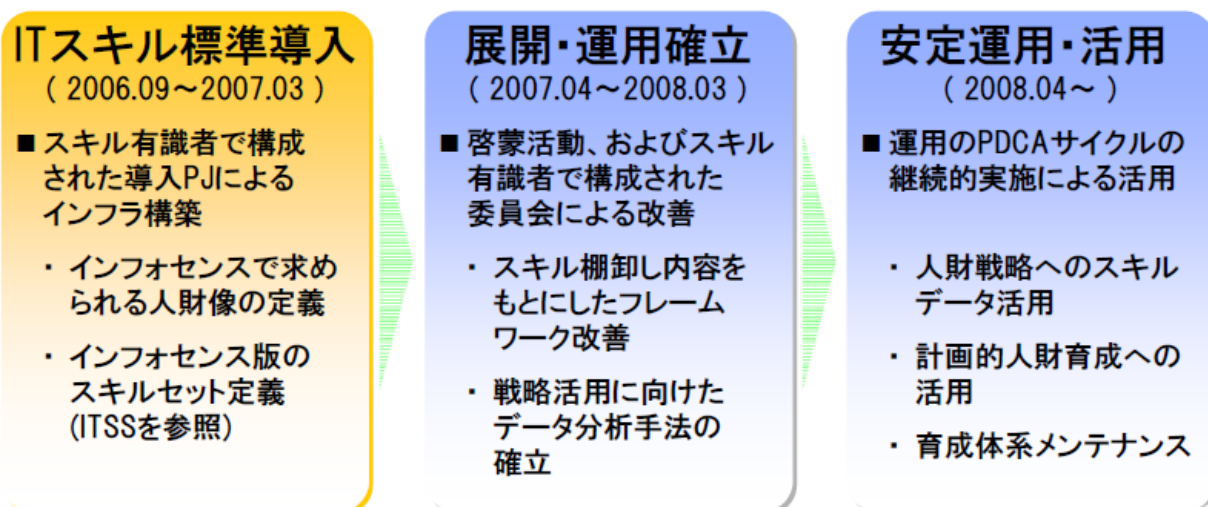 ITスキル標準導入
( 2006.09～2007.03 )
■ スキル有識者で構成
された導入PJによる
インフラ構築
・ インフォセンスで求め
られる人財像の定義
・ インフォセンス版の
スキルセット定義
(ITSSを参照)
展開・運用確立
( 2007.04～2008.03 )
■ 啓蒙活動、およびスキル
有識者で構成された
委員会による改善
・ スキル棚卸し内容を
もとにしたフレーム
ワーク改善
・ 戦略活用に向けた
データ分析手法の
確立
安定運用・活用
( 2008.04～ )
■ 運用のPDCAサイクルの
継続的実施による活用
・ 人財戦略へのスキル
データ活用
・ 計画的人財育成への
活用
・ 育成体系メンテナンス